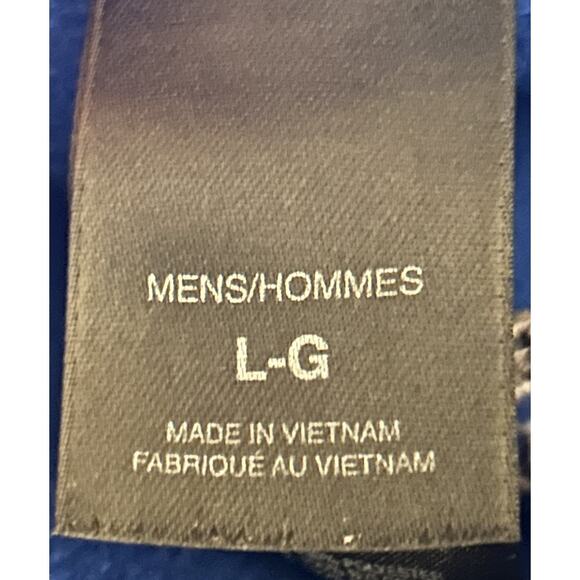 MENS/HOMMES
L-G
MADE IN VIETNAM
FABRIQUÉ AU VIETNAM